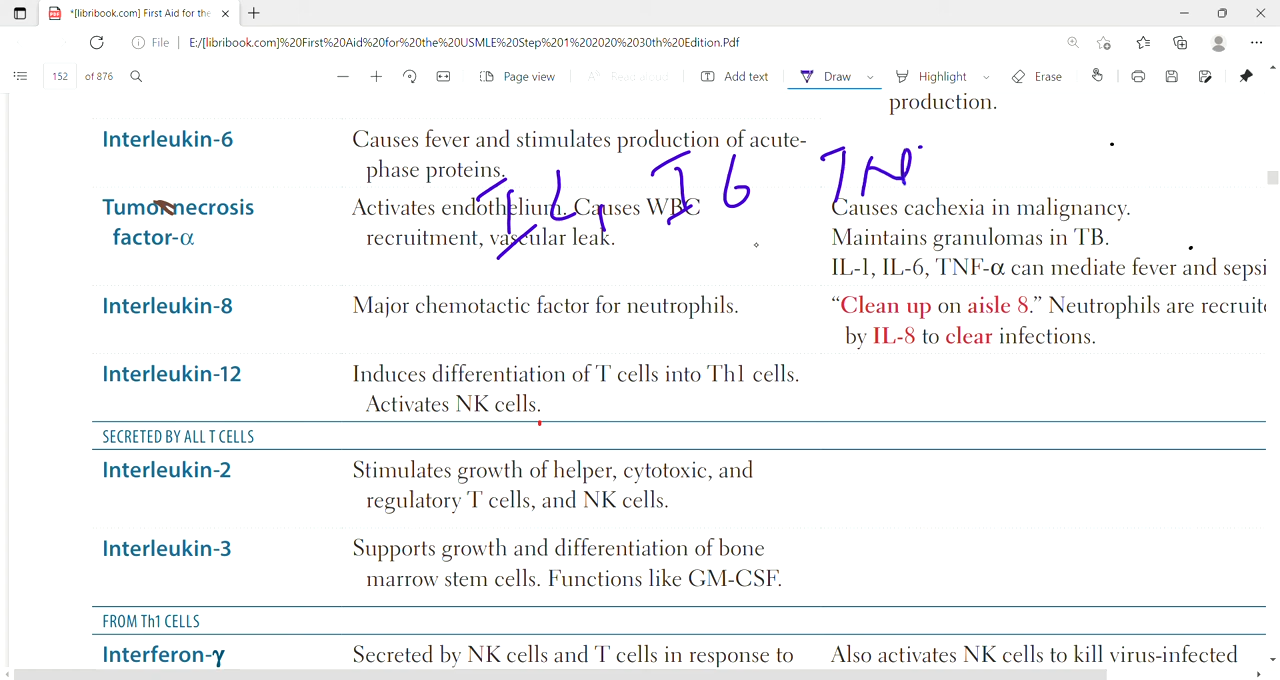 *[libribook.com] First Aid for the
File E:/[libribook.com]%20First%20Aid%20for%20the%20USMLE%20Step%201%202020%2030th%20Edition.Pdf
152 of 876 Page view Read aloud Add text Draw Highlight Erase
production.
Interleukin-6 Causes fever and stimulates production of acute-
phase proteins.
IL1 I 6 TNF
Tumor necrosis Activates endothelium. Causes WBC Causes cachexia in malignancy.
factor-α recruitment, vascular leak. Maintains granulomas in TB.
IL-1, IL-6, TNF-α can mediate fever and sepsi
Interleukin-8 Major chemotactic factor for neutrophils. “Clean up on aisle 8.” Neutrophils are recruite
by IL-8 to clear infections.
Interleukin-12 Induces differentiation of T cells into Th1 cells.
Activates NK cells.
SECRETED BY ALL T CELLS
Interleukin-2 Stimulates growth of helper, cytotoxic, and
regulatory T cells, and NK cells.
Interleukin-3 Supports growth and differentiation of bone
marrow stem cells. Functions like GM-CSF.
FROM Th1 CELLS
Interferon-γ Secreted by NK cells and T cells in response to Also activates NK cells to kill virus-infected